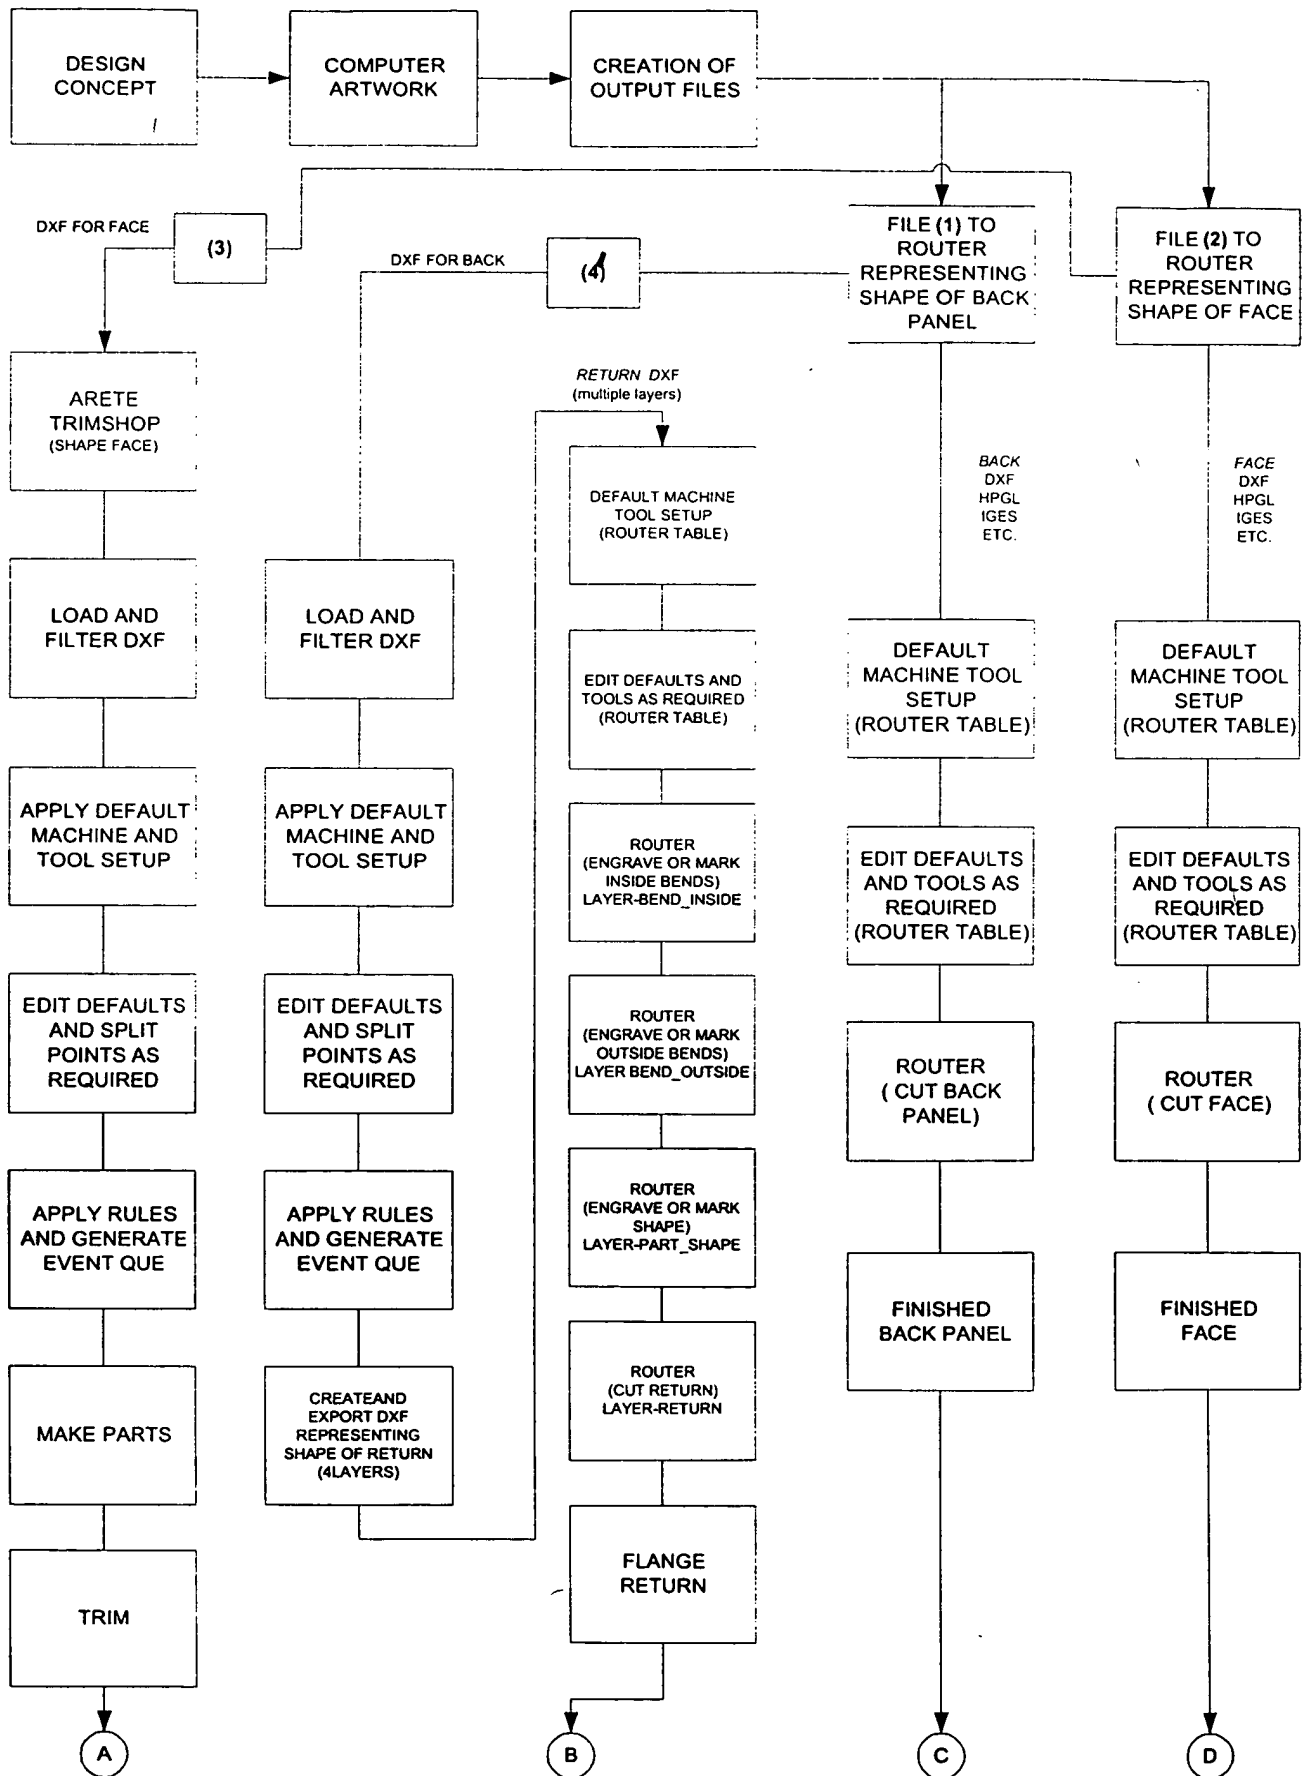 DESIGN
CONCEPT
COMPUTER
ARTWORK
CREATION OF
OUTPUT FILES
DXF FOR FACE
(3)
DXF FOR BACK
(4)
FILE (1) TO
ROUTER
REPRESENTING
SHAPE OF BACK
PANEL
FILE (2) TO
ROUTER
REPRESENTING
SHAPE OF FACE
ARETE
TRIMSHOP
(SHAPE FACE)
LOAD AND
FILTER DXF
APPLY DEFAULT
MACHINE AND
TOOL SETUP
EDIT DEFAULTS
AND SPLIT
POINTS AS
REQUIRED
APPLY RULES
AND GENERATE
EVENT QUE
MAKE PARTS
TRIM
A
LOAD AND
FILTER DXF
APPLY DEFAULT
MACHINE AND
TOOL SETUP
EDIT DEFAULTS
AND SPLIT
POINTS AS
REQUIRED
APPLY RULES
AND GENERATE
EVENT QUE
CREATEAND
EXPORT DXF
REPRESENTING
SHAPE OF RETURN
(4LAYERS)
RETURN DXF
(multiple layers)
DEFAULT MACHINE
TOOL SETUP
(ROUTER TABLE)
EDIT DEFAULTS AND
TOOLS AS REQUIRED
(ROUTER TABLE)
ROUTER
(ENGRAVE OR MARK
INSIDE BENDS)
LAYER-BEND_INSIDE
ROUTER
(ENGRAVE OR MARK
OUTSIDE BENDS)
LAYER BEND_OUTSIDE
ROUTER
(ENGRAVE OR MARK
SHAPE)
LAYER-PART_SHAPE
ROUTER
(CUT RETURN)
LAYER-RETURN
FLANGE
RETURN
B
BACK
DXF
HPGL
IGES
ETC.
DEFAULT
MACHINE TOOL
SETUP
(ROUTER TABLE)
EDIT DEFAULTS
AND TOOLS AS
REQUIRED
(ROUTER TABLE)
ROUTER
( CUT BACK
PANEL)
FINISHED
BACK PANEL
C
FACE
DXF
HPGL
IGES
ETC.
DEFAULT
MACHINE TOOL
SETUP
(ROUTER TABLE)
EDIT DEFAULTS
AND TOOLS AS
REQUIRED
(ROUTER TABLE)
ROUTER
( CUT FACE)
FINISHED
FACE
D